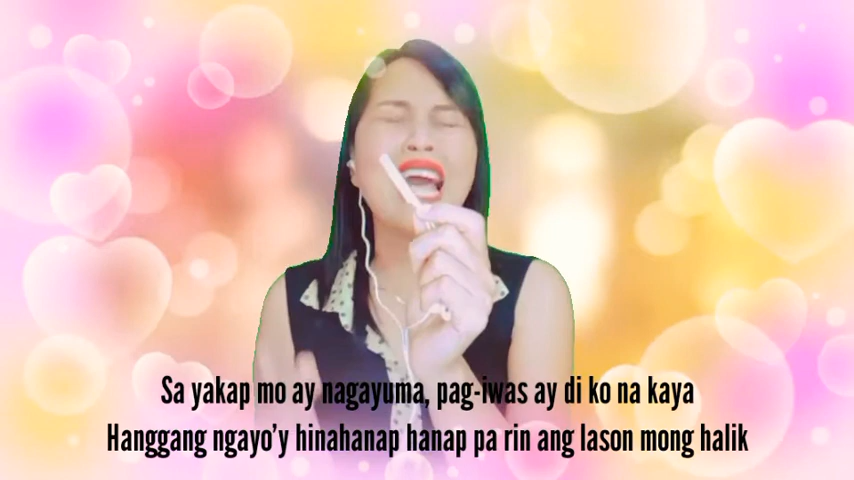 Sa yakap mo ay nagayuma, pag-iwas ay di ko na kaya
Hanggang ngayo'y hinahanap hanap pa rin ang lason mong halik